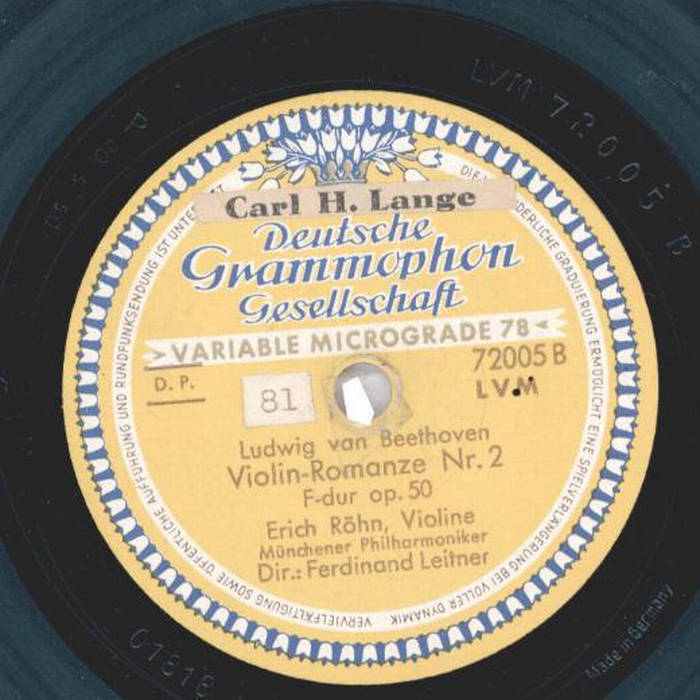 Carl H. Lange
Deutsche
Grammophon
Gesellschaft
VARIABLE MICROGRADE 78
D. P.
81
72005 B
LVM
Ludwig van Beethoven
Violin-Romanze Nr. 2
F-dur op. 50
Erich Röhn, Violine
Münchener Philharmoniker
Dir.: Ferdinand Leitner
VERVIELFÄLTIGUNG SOWIE ÖFFENTLICHE AUFFÜHRUNG UND RUNDFUNKSENDUNG IST
GRADUIERUNG ERMÖGLICHT EINE SPIELVERLÄNGERUNG BEI VOLLER DYNAMIK
LVM 72005 B
01818
Made in Germany